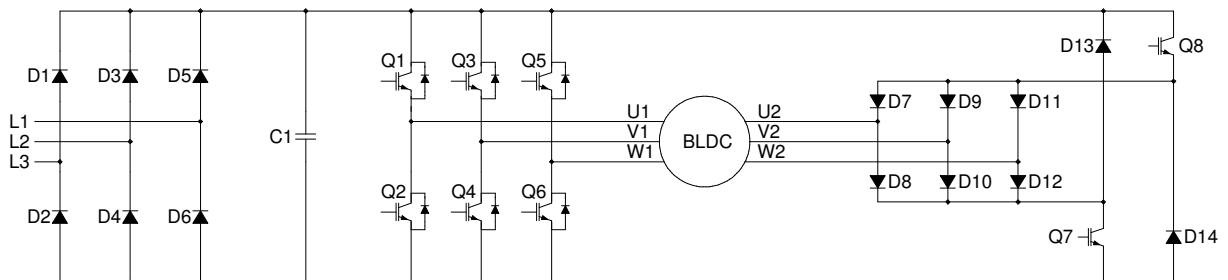 D1 D3 D5
L1
L2
L3
D2 D4 D6
C1
Q1 Q3 Q5
Q2 Q4 Q6
U1
V1
W1
BLDC
U2
V2
W2
D7 D9 D11
D8 D10 D12
D13 Q8
Q7 D14